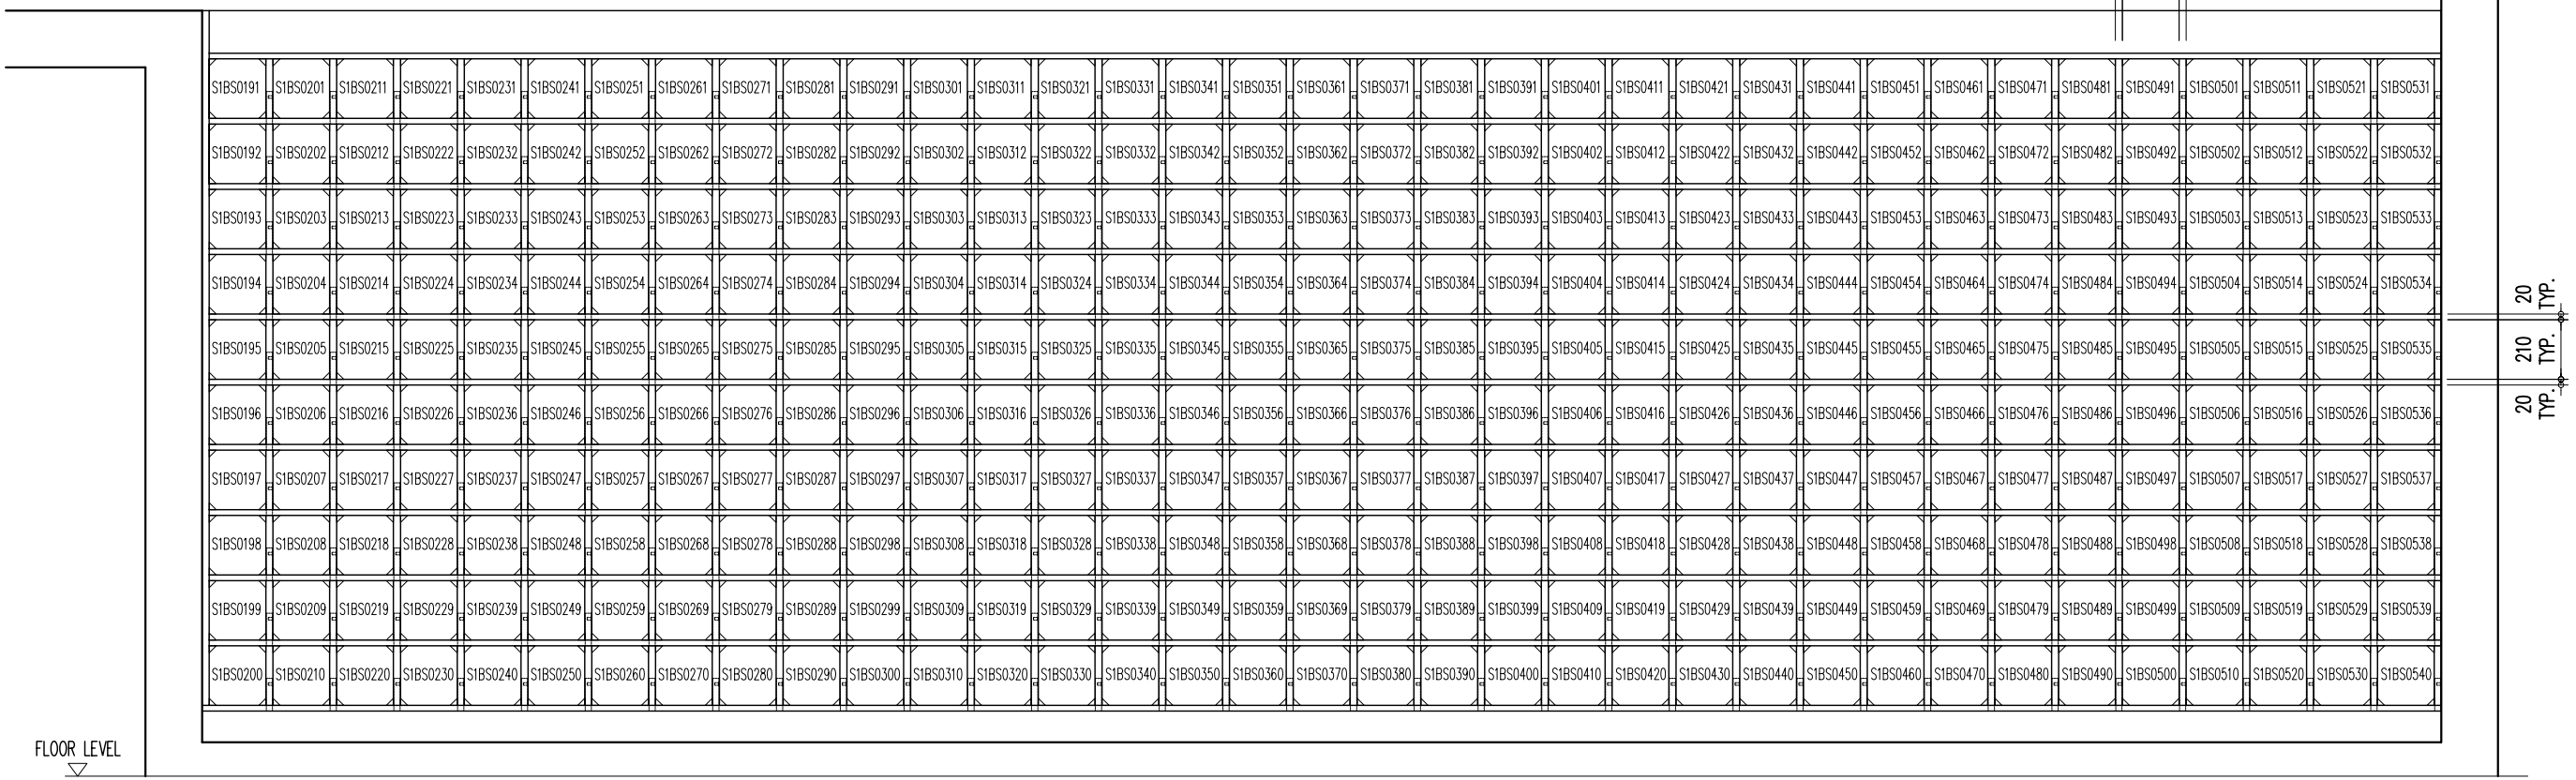 S1BS0191 S1BS0201 S1BS0211 S1BS0221 S1BS0231 S1BS0241 S1BS0251 S1BS0261 S1BS0271 S1BS0281 S1BS0291 S1BS0301 S1BS0311 S1BS0321 S1BS0331 S1BS0341 S1BS0351 S1BS0361 S1BS0371 S1BS0381 S1BS0391 S1BS0401 S1BS0411 S1BS0421 S1BS0431 S1BS0441 S1BS0451 S1BS0461 S1BS0471 S1BS0481 S1BS0491 S1BS0501 S1BS0511 S1BS0521 S1BS0531
S1BS0192 S1BS0202 S1BS0212 S1BS0222 S1BS0232 S1BS0242 S1BS0252 S1BS0262 S1BS0272 S1BS0282 S1BS0292 S1BS0302 S1BS0312 S1BS0322 S1BS0332 S1BS0342 S1BS0352 S1BS0362 S1BS0372 S1BS0382 S1BS0392 S1BS0402 S1BS0412 S1BS0422 S1BS0432 S1BS0442 S1BS0452 S1BS0462 S1BS0472 S1BS0482 S1BS0492 S1BS0502 S1BS0512 S1BS0522 S1BS0532
S1BS0193 S1BS0203 S1BS0213 S1BS0223 S1BS0233 S1BS0243 S1BS0253 S1BS0263 S1BS0273 S1BS0283 S1BS0293 S1BS0303 S1BS0313 S1BS0323 S1BS0333 S1BS0343 S1BS0353 S1BS0363 S1BS0373 S1BS0383 S1BS0393 S1BS0403 S1BS0413 S1BS0423 S1BS0433 S1BS0443 S1BS0453 S1BS0463 S1BS0473 S1BS0483 S1BS0493 S1BS0503 S1BS0513 S1BS0523 S1BS0533
S1BS0194 S1BS0204 S1BS0214 S1BS0224 S1BS0234 S1BS0244 S1BS0254 S1BS0264 S1BS0274 S1BS0284 S1BS0294 S1BS0304 S1BS0314 S1BS0324 S1BS0334 S1BS0344 S1BS0354 S1BS0364 S1BS0374 S1BS0384 S1BS0394 S1BS0404 S1BS0414 S1BS0424 S1BS0434 S1BS0444 S1BS0454 S1BS0464 S1BS0474 S1BS0484 S1BS0494 S1BS0504 S1BS0514 S1BS0524 S1BS0534
20 TYP.
S1BS0195 S1BS0205 S1BS0215 S1BS0225 S1BS0235 S1BS0245 S1BS0255 S1BS0265 S1BS0275 S1BS0285 S1BS0295 S1BS0305 S1BS0315 S1BS0325 S1BS0335 S1BS0345 S1BS0355 S1BS0365 S1BS0375 S1BS0385 S1BS0395 S1BS0405 S1BS0415 S1BS0425 S1BS0435 S1BS0445 S1BS0455 S1BS0465 S1BS0475 S1BS0485 S1BS0495 S1BS0505 S1BS0515 S1BS0525 S1BS0535
210 TYP.
S1BS0196 S1BS0206 S1BS0216 S1BS0226 S1BS0236 S1BS0246 S1BS0256 S1BS0266 S1BS0276 S1BS0286 S1BS0296 S1BS0306 S1BS0316 S1BS0326 S1BS0336 S1BS0346 S1BS0356 S1BS0366 S1BS0376 S1BS0386 S1BS0396 S1BS0406 S1BS0416 S1BS0426 S1BS0436 S1BS0446 S1BS0456 S1BS0466 S1BS0476 S1BS0486 S1BS0496 S1BS0506 S1BS0516 S1BS0526 S1BS0536
20 TYP.
S1BS0197 S1BS0207 S1BS0217 S1BS0227 S1BS0237 S1BS0247 S1BS0257 S1BS0267 S1BS0277 S1BS0287 S1BS0297 S1BS0307 S1BS0317 S1BS0327 S1BS0337 S1BS0347 S1BS0357 S1BS0367 S1BS0377 S1BS0387 S1BS0397 S1BS0407 S1BS0417 S1BS0427 S1BS0437 S1BS0447 S1BS0457 S1BS0467 S1BS0477 S1BS0487 S1BS0497 S1BS0507 S1BS0517 S1BS0527 S1BS0537
S1BS0198 S1BS0208 S1BS0218 S1BS0228 S1BS0238 S1BS0248 S1BS0258 S1BS0268 S1BS0278 S1BS0288 S1BS0298 S1BS0308 S1BS0318 S1BS0328 S1BS0338 S1BS0348 S1BS0358 S1BS0368 S1BS0378 S1BS0388 S1BS0398 S1BS0408 S1BS0418 S1BS0428 S1BS0438 S1BS0448 S1BS0458 S1BS0468 S1BS0478 S1BS0488 S1BS0498 S1BS0508 S1BS0518 S1BS0528 S1BS0538
S1BS0199 S1BS0209 S1BS0219 S1BS0229 S1BS0239 S1BS0249 S1BS0259 S1BS0269 S1BS0279 S1BS0289 S1BS0299 S1BS0309 S1BS0319 S1BS0329 S1BS0339 S1BS0349 S1BS0359 S1BS0369 S1BS0379 S1BS0389 S1BS0399 S1BS0409 S1BS0419 S1BS0429 S1BS0439 S1BS0449 S1BS0459 S1BS0469 S1BS0479 S1BS0489 S1BS0499 S1BS0509 S1BS0519 S1BS0529 S1BS0539
S1BS0200 S1BS0210 S1BS0220 S1BS0230 S1BS0240 S1BS0250 S1BS0260 S1BS0270 S1BS0280 S1BS0290 S1BS0300 S1BS0310 S1BS0320 S1BS0330 S1BS0340 S1BS0350 S1BS0360 S1BS0370 S1BS0380 S1BS0390 S1BS0400 S1BS0410 S1BS0420 S1BS0430 S1BS0440 S1BS0450 S1BS0460 S1BS0470 S1BS0480 S1BS0490 S1BS0500 S1BS0510 S1BS0520 S1BS0530 S1BS0540
FLOOR LEVEL